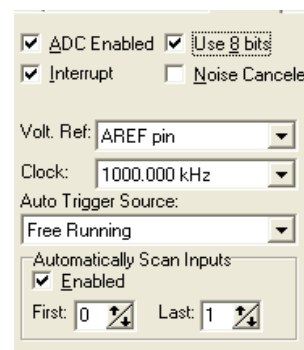 ADC Enabled Use 8 bits
Interrupt Noise Cancele
Volt. Ref: AREF pin
Clock: 1000.000 kHz
Auto Trigger Source:
Free Running
Automatically Scan Inputs
Enabled
First: 0 Last: 1